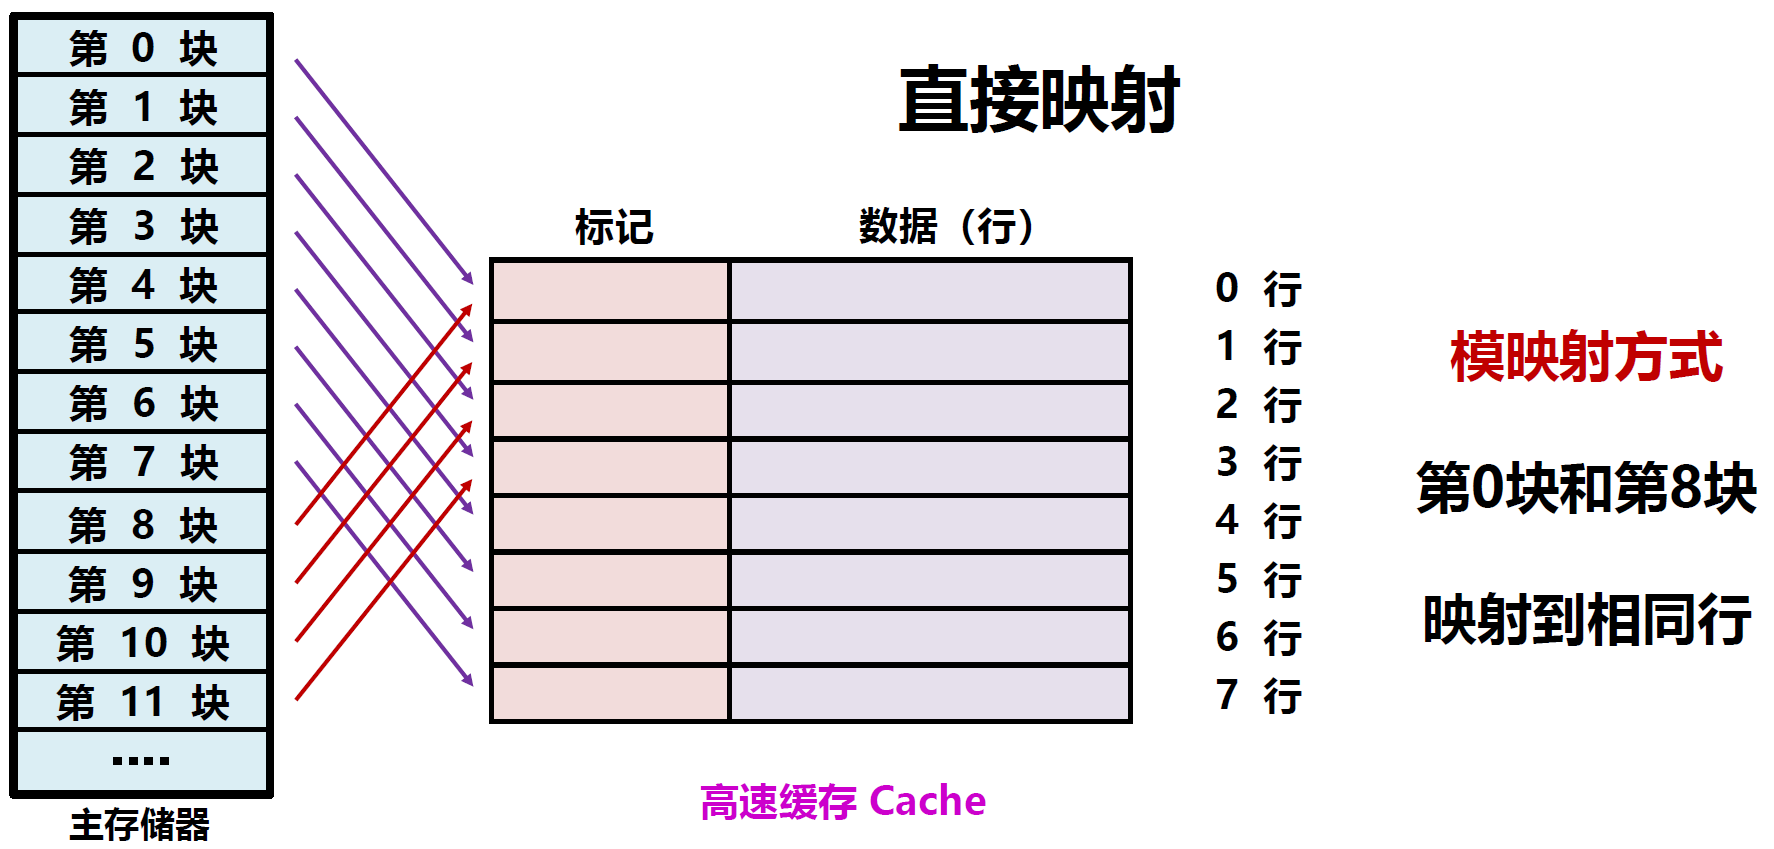 第 0 块
第 1 块
第 2 块
第 3 块
第 4 块
第 5 块
第 6 块
第 7 块
第 8 块
第 9 块
第 10 块
第 11 块
....
主存储器
直接映射
标记
数据（行）
0 行
1 行
2 行
3 行
4 行
5 行
6 行
7 行
高速缓存 Cache
模映射方式
第0块和第8块
映射到相同行